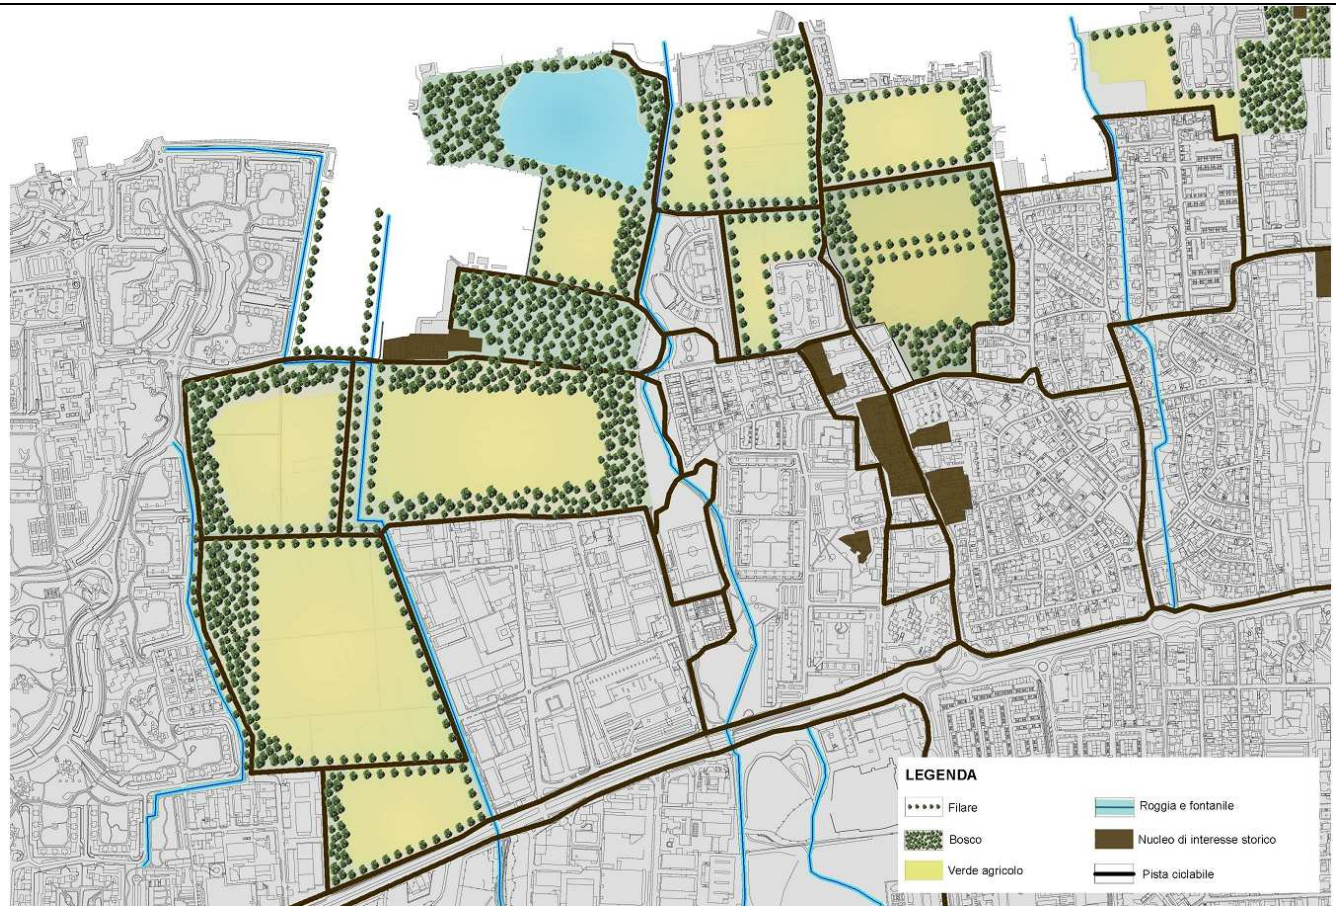 LEGENDA
Filare
Bosco
Verde agricolo
Roggia e fontanile
Nucleo di interesse storico
Pista ciclabile